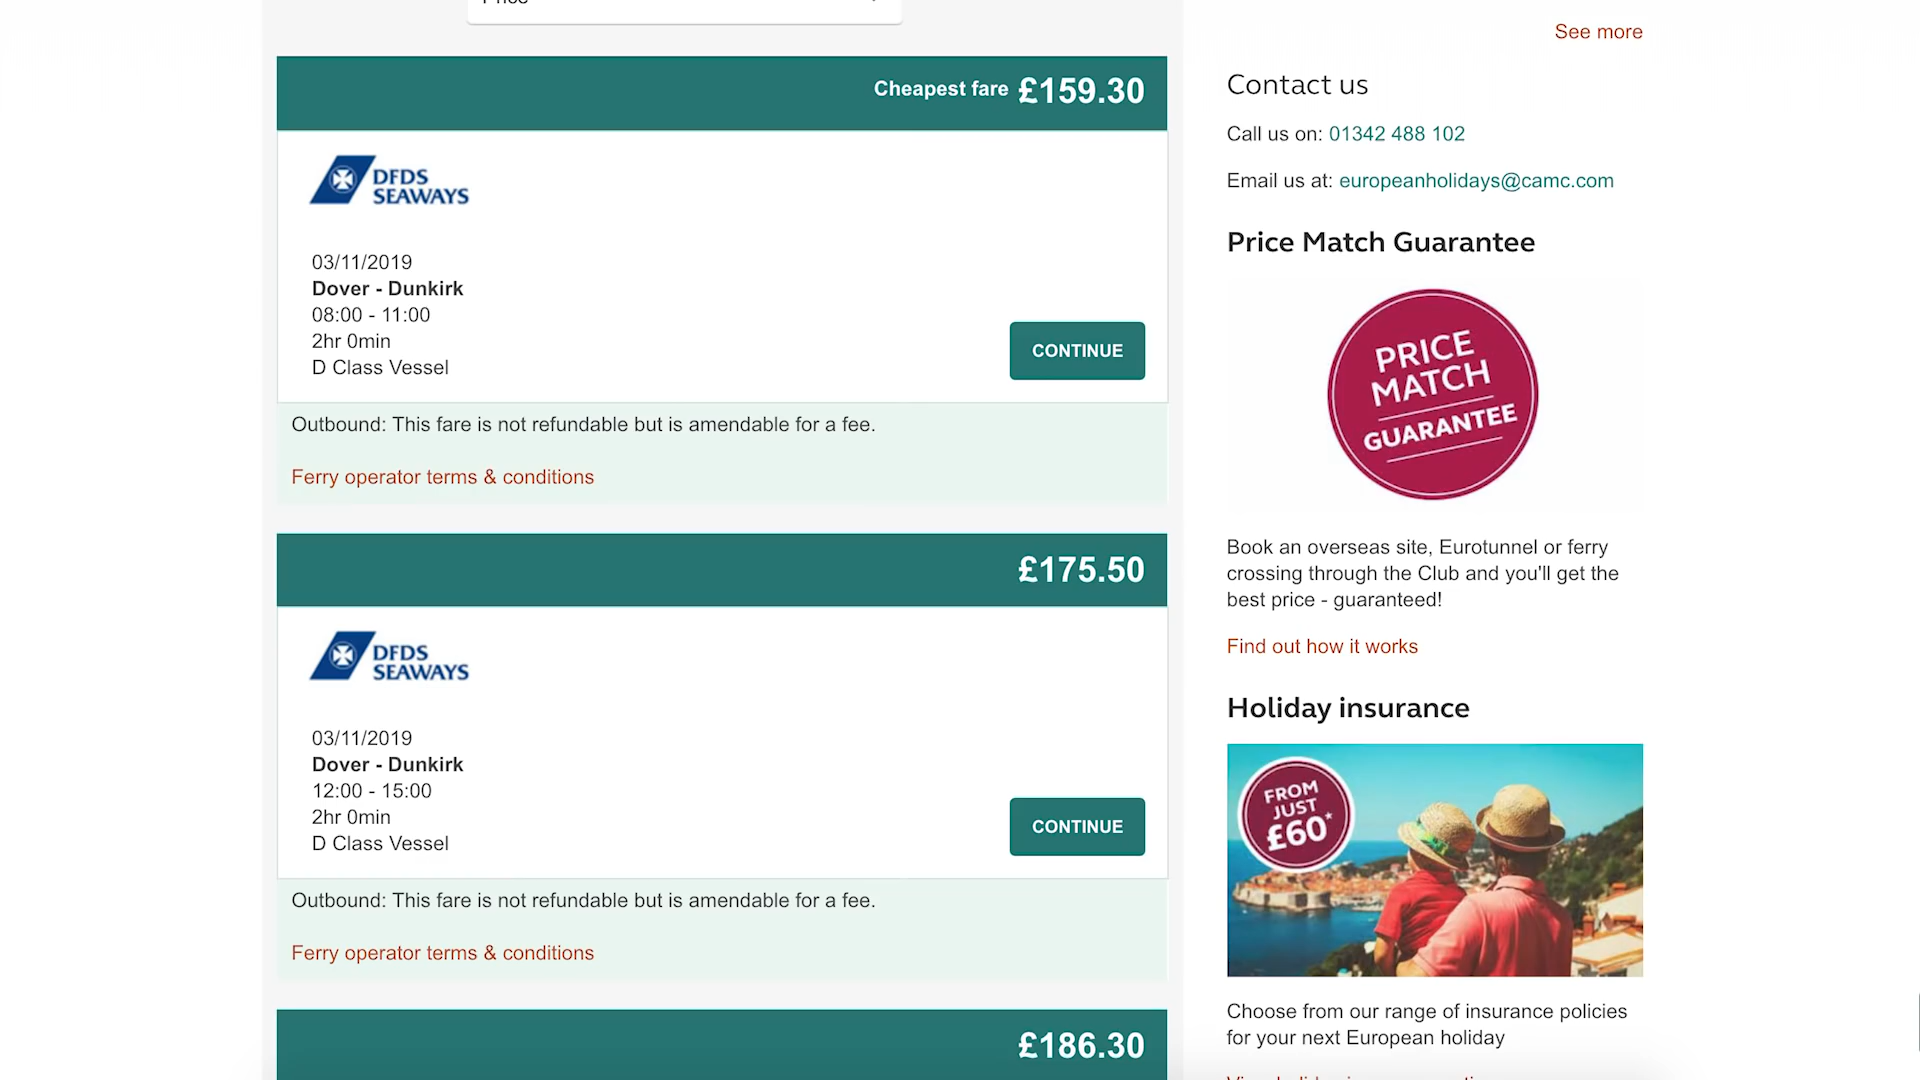 Price
Cheapest fare £159.30
DFDS
SEAWAYS
03/11/2019
Dover - Dunkirk
08:00 - 11:00
2hr 0min
D Class Vessel
CONTINUE
Outbound: This fare is not refundable but is amendable for a fee.
Ferry operator terms & conditions
£175.50
DFDS
SEAWAYS
03/11/2019
Dover - Dunkirk
12:00 - 15:00
2hr 0min
D Class Vessel
CONTINUE
Outbound: This fare is not refundable but is amendable for a fee.
Ferry operator terms & conditions
£186.30
See more
Contact us
Call us on: 01342 488 102
Email us at: europeanholidays@camc.com
Price Match Guarantee
PRICE
MATCH
GUARANTEE
Book an overseas site, Eurotunnel or ferry
crossing through the Club and you'll get the
best price - guaranteed!
Find out how it works
Holiday insurance
FROM
JUST
£60*
Choose from our range of insurance policies
for your next European holiday